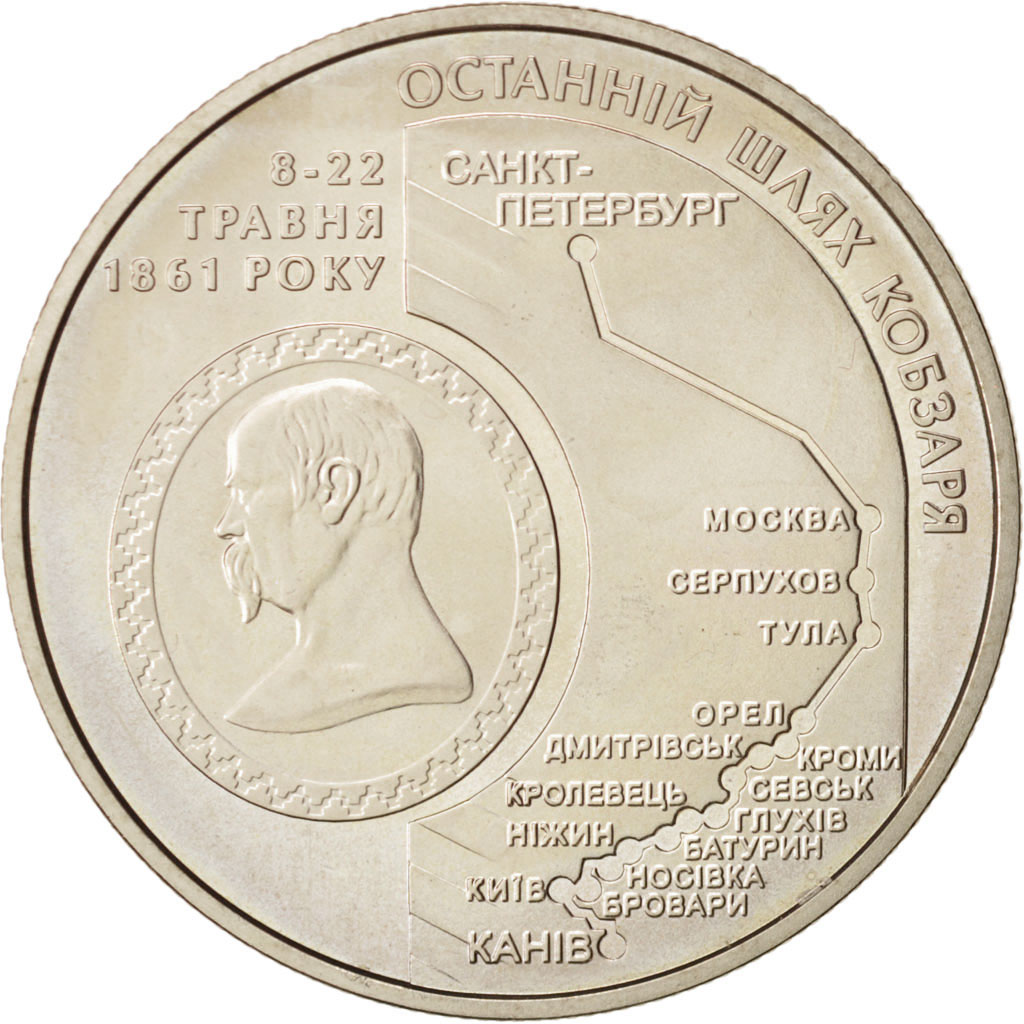 ОСТАННІЙ ШЛЯХ КОБЗАРЯ
8-22
ТРАВНЯ
1861 РОКУ
САНКТ-
ПЕТЕРБУРГ
МОСКВА
СЕРПУХОВ
ТУЛА
ОРЕЛ
КРОМИ
ДМИТРІВСЬК
СЕВСЬК
КРОЛЕВЕЦЬ
ГЛУХІВ
НІЖИН
БАТУРИН
НОСІВКА
КИЇВ
БРОВАРИ
КАНІВ